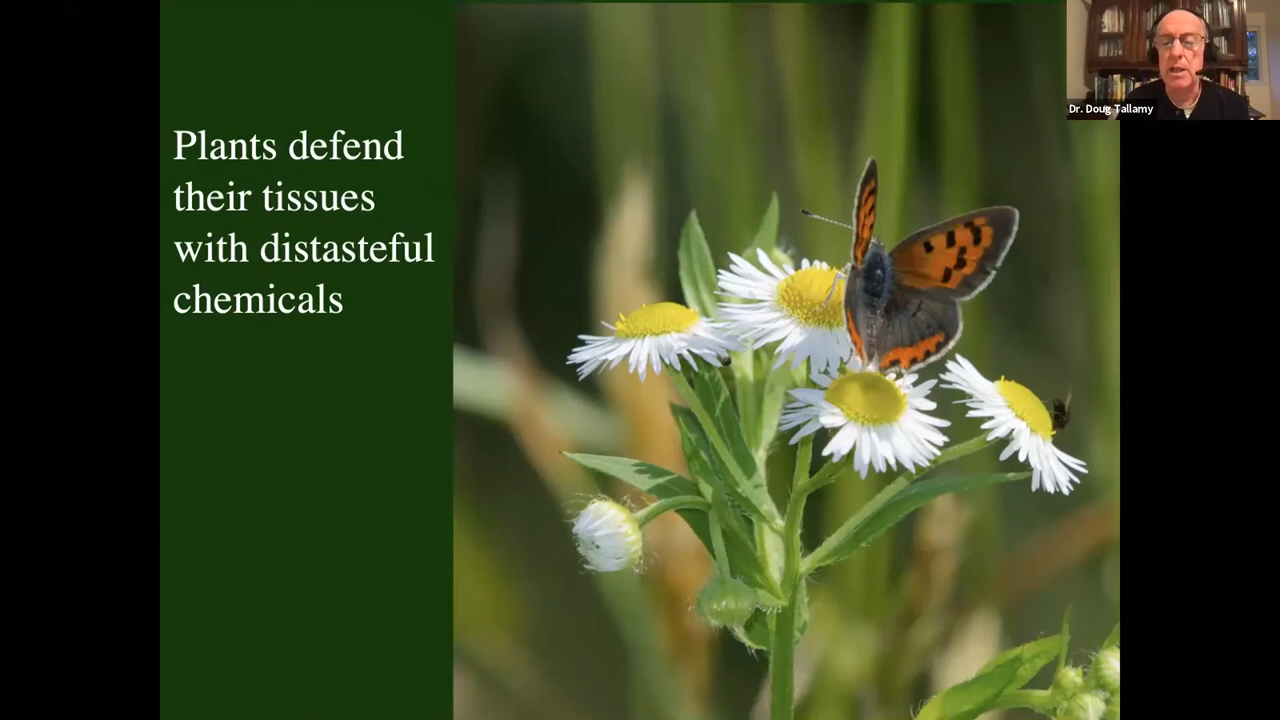 Plants defend
their tissues
with distasteful
chemicals
Dr. Doug Tallamy